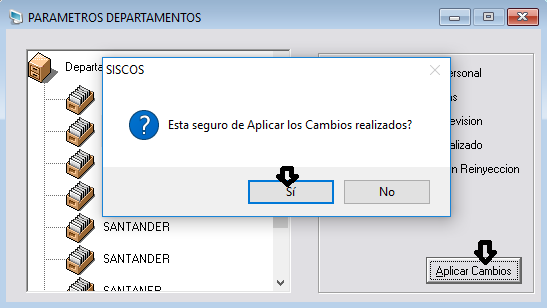 PARAMETROS DEPARTAMENTOS
SISCOS
Departa
ersonal
as
evision
alizado
n Reinyeccion
Esta seguro de Aplicar los Cambios realizados?
Sí
No
SANTANDER
SANTANDER
Aplicar Cambios